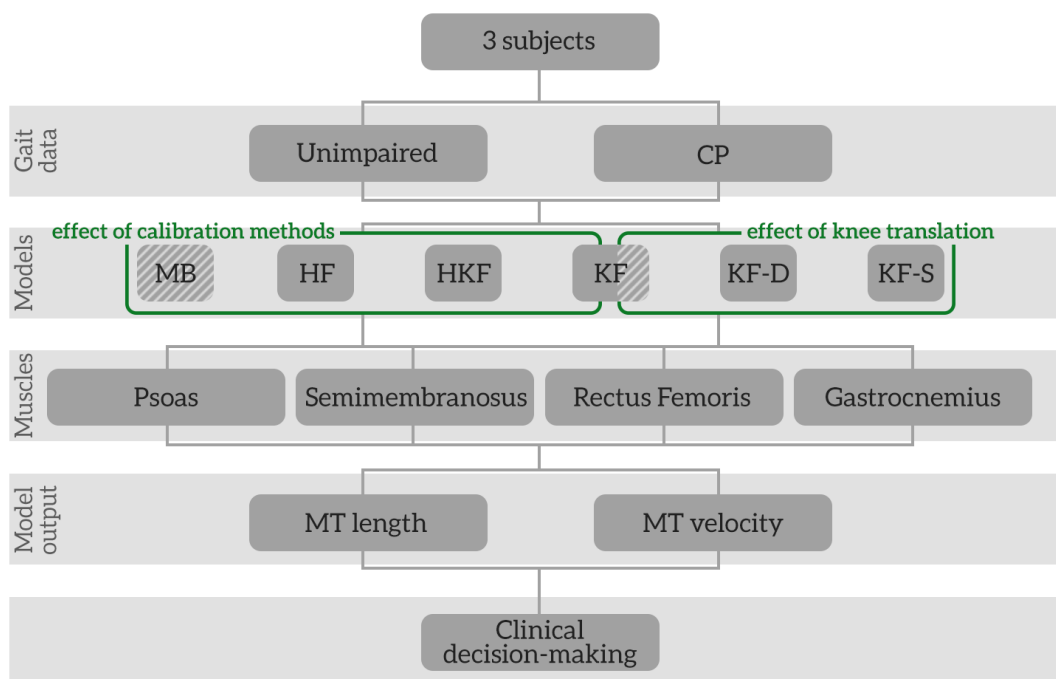 3 subjects
Gait
data
Unimpaired
CP
effect of calibration methods
effect of knee translation
Models
MB
HF
HKF
KF
KF-D
KF-S
Muscles
Psoas
Semimembranosus
Rectus Femoris
Gastrocnemius
Model
output
MT length
MT velocity
Clinical
decision-making